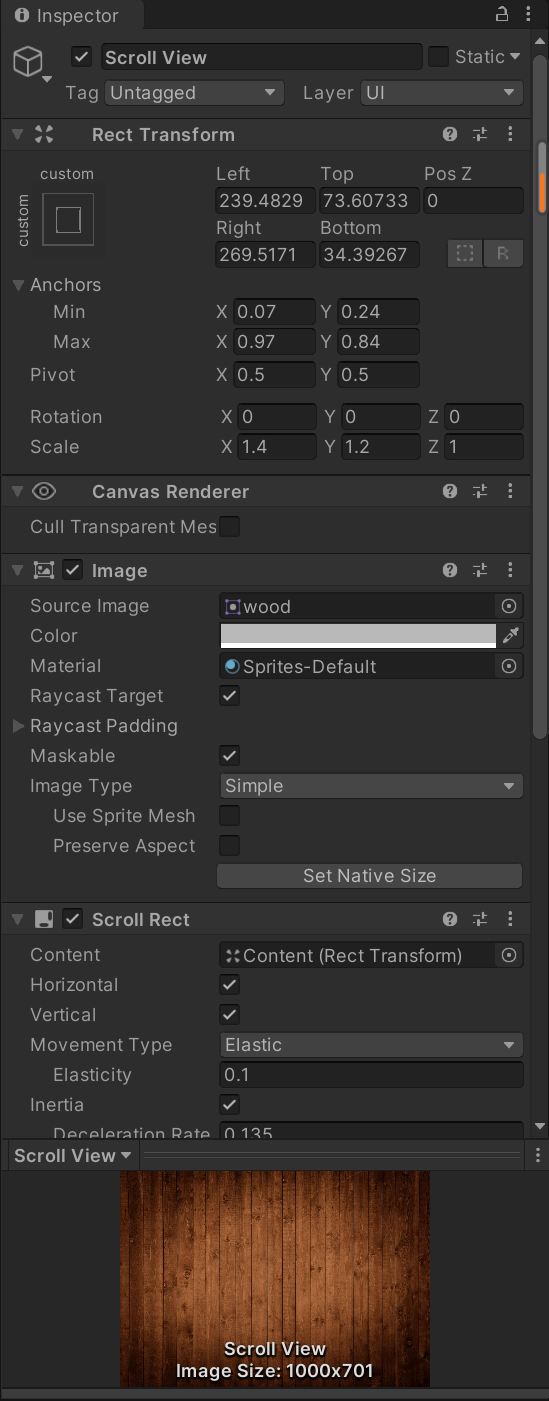 Inspector
Scroll View Static
Tag Untagged Layer UI
Rect Transform
custom
custom
Left Top Pos Z
239.4829 73.60733 0
Right Bottom
269.5171 34.39267 R
Anchors
Min X 0.07 Y 0.24
Max X 0.97 Y 0.84
Pivot X 0.5 Y 0.5
Rotation X 0 Y 0 Z 0
Scale X 1.4 Y 1.2 Z 1
Canvas Renderer
Cull Transparent Mes
Image
Source Image wood
Color
Material Sprites-Default
Raycast Target
Raycast Padding
Maskable
Image Type Simple
Use Sprite Mesh
Preserve Aspect
Set Native Size
Scroll Rect
Content Content (Rect Transform)
Horizontal
Vertical
Movement Type Elastic
Elasticity 0.1
Inertia
Deceleration Rate 0.135
Scroll View
Scroll View
Image Size: 1000x701